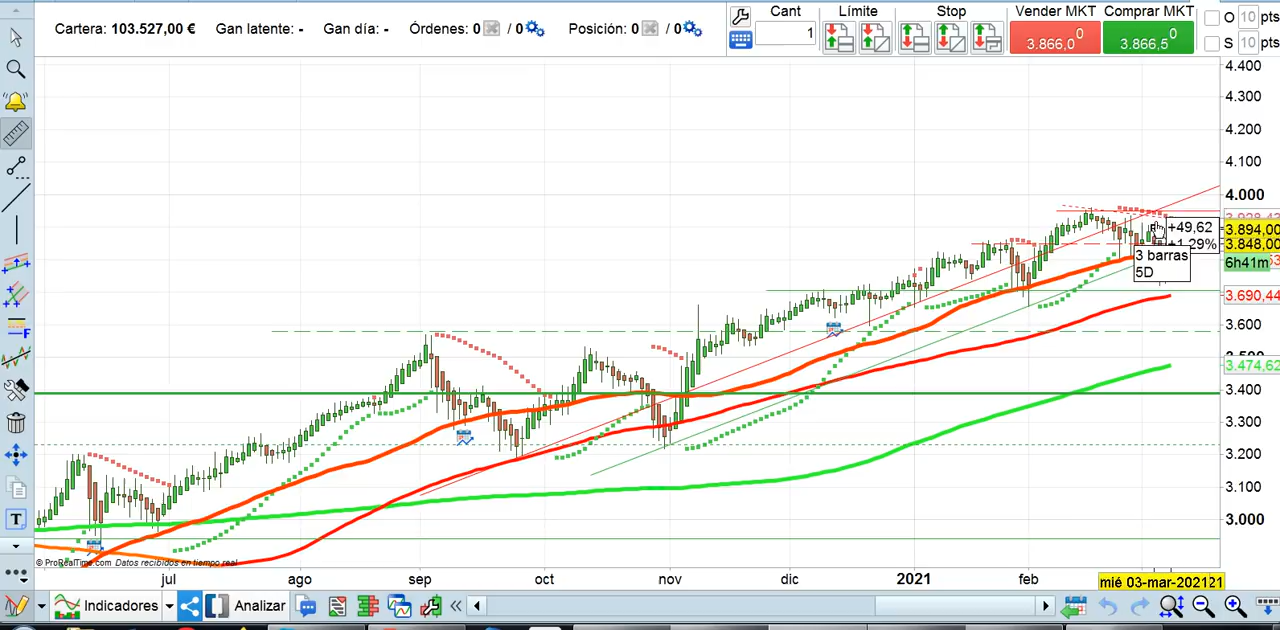 Cartera: 103.527,00 € Gan latente: - Gan día: - Órdenes: 0 / 0 Posición: 0 / 0
Cant Límite Stop Vender MKT Comprar MKT
1 3.866,0 0 3.866,5 0
O 10 pts
S 10 pts
4.400
4.300
4.200
4.100
4.000
+49,62
+1,29%
3 barras
5D
3.894,00
3.848,00
6h41m
3.690,44
3.600
3.474,62
3.400
3.300
3.200
3.100
3.000
© ProRealTime.com Datos recibidos en tiempo real
jul ago sep oct nov dic 2021 feb mié 03-mar-2021
Indicadores Analizar